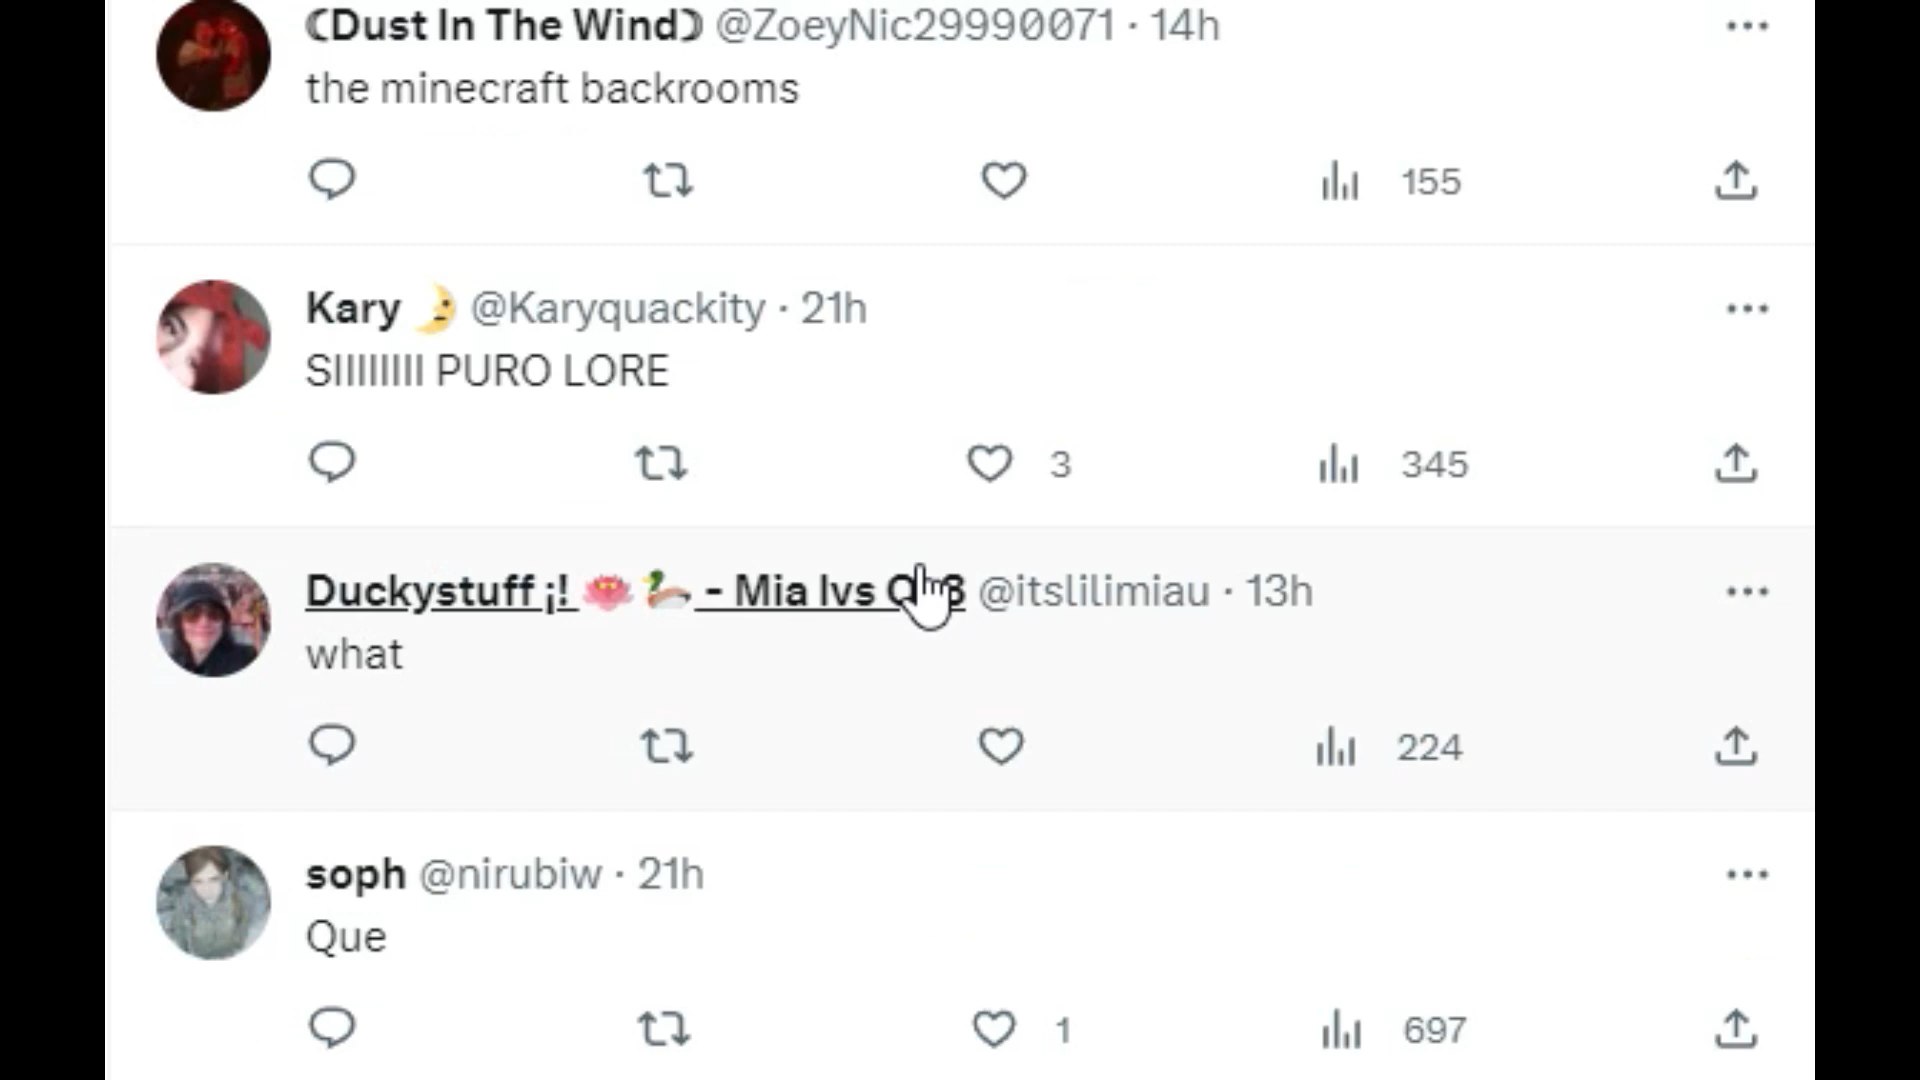 ☾Dust In The Wind☽ @ZoeyNic29990071 · 14h
the minecraft backrooms
155
Kary 🌛 @Karyquackity · 21h
SIIIIIIII PURO LORE
3 345
Duckystuff ¡! 🪷 🦆 - Mia lvs @itslilimiau · 13h
what
224
soph @nirubiw · 21h
Que
1 697